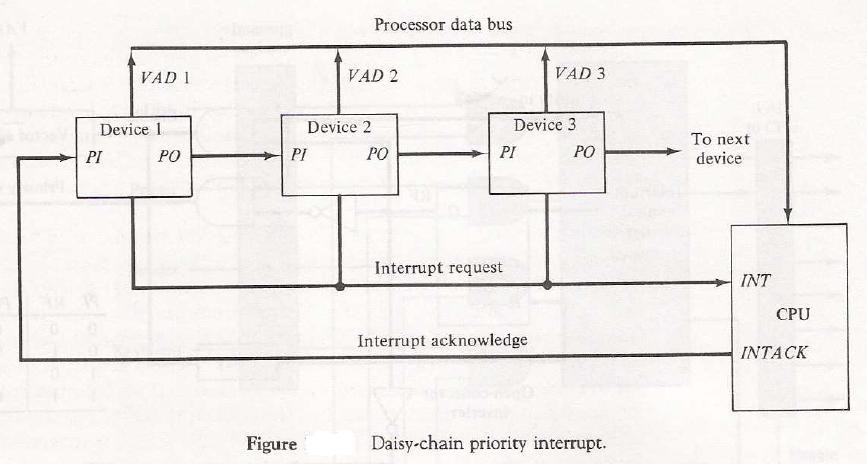 Processor data bus
VAD 1
VAD 2
VAD 3
Device 1
PI PO
Device 2
PI PO
Device 3
PI PO
To next
device
Interrupt request
INT
CPU
Interrupt acknowledge
INTACK
Figure Daisy-chain priority interrupt.